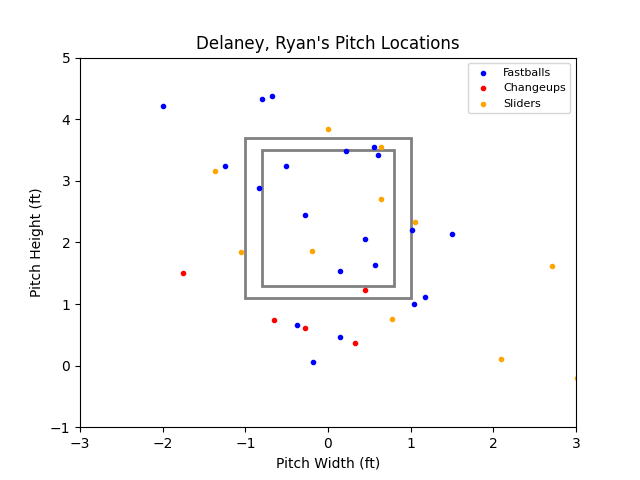 Delaney, Ryan's Pitch Locations
Fastballs
Changeups
Sliders
5
4
3
2
1
0
−1
Pitch Height (ft)
−3 −2 −1 0 1 2 3
Pitch Width (ft)